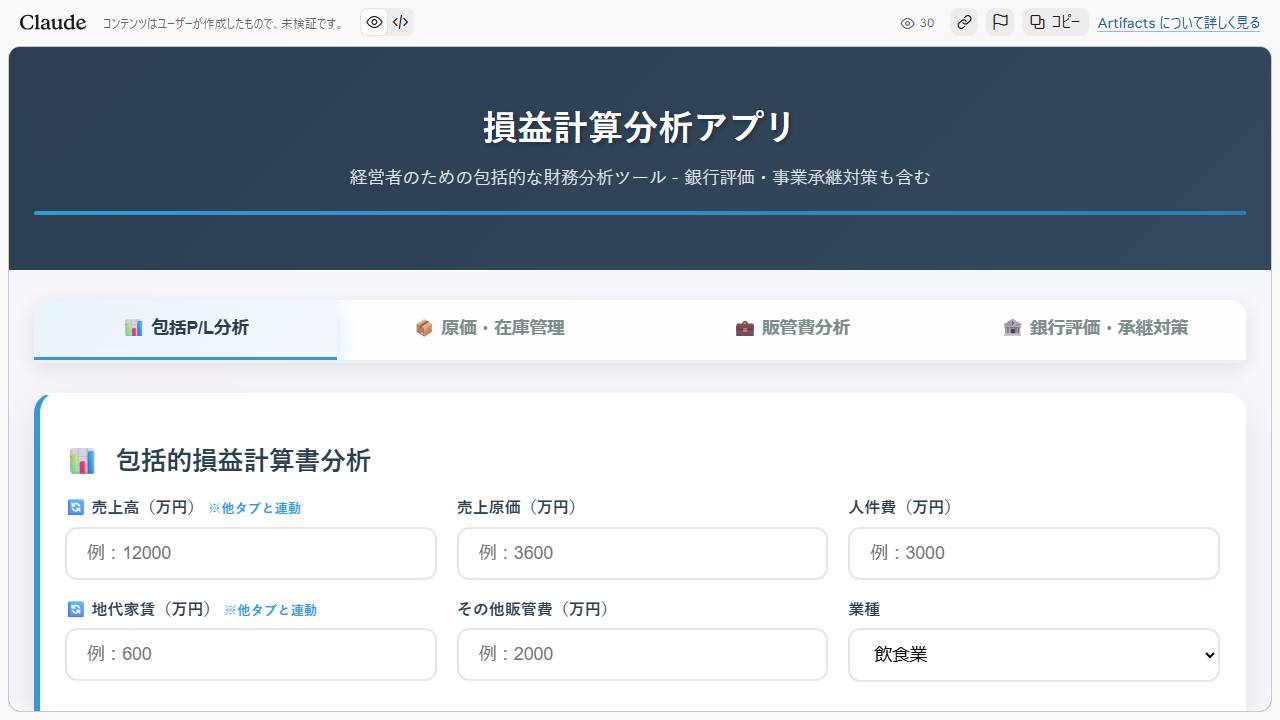 Claude コンテンツはユーザーが作成したもので、未検証です。 30 コピー Artifacts について詳しく見る
損益計算分析アプリ
経営者のための包括的な財務分析ツール - 銀行評価・事業承継対策も含む
包括P/L分析 原価・在庫管理 販管費分析 銀行評価・承継対策
包括的損益計算書分析
売上高（万円） ※他タブと連動 売上原価（万円） 人件費（万円）
例：12000 例：3600 例：3000
地代家賃（万円） ※他タブと連動 その他販管費（万円） 業種
例：600 例：2000 飲食業